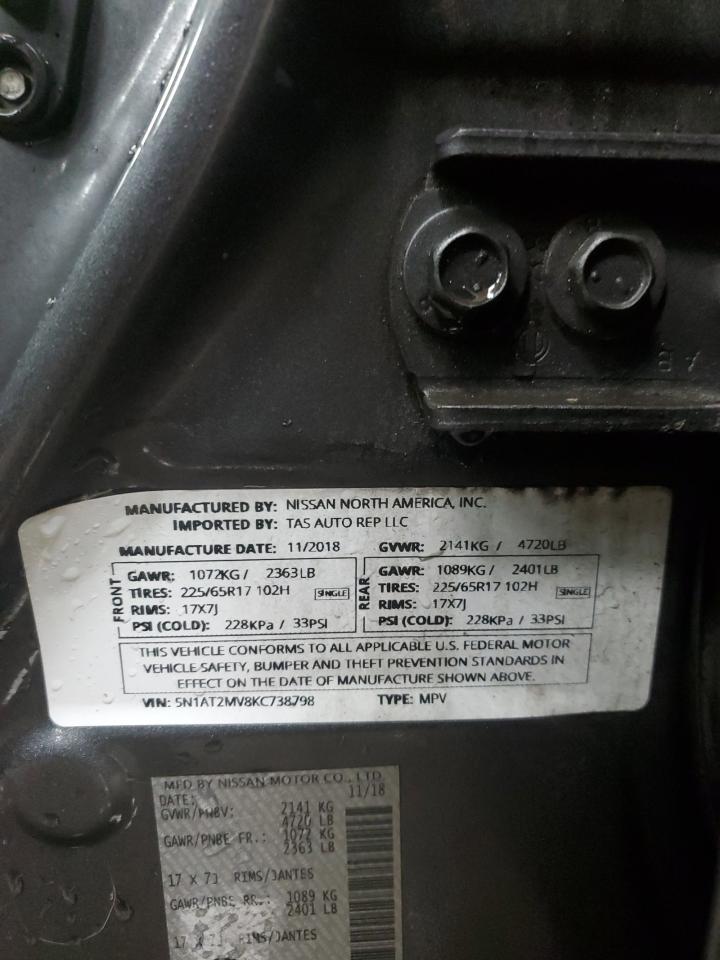 MANUFACTURED BY: NISSAN NORTH AMERICA, INC.
IMPORTED BY: TAS AUTO REP LLC
MANUFACTURE DATE: 11/2018 GVWR: 2141KG / 4720LB
FRONT
GAWR: 1072KG / 2363LB
TIRES: 225/65R17 102H SINGLE
RIMS: 17X7J
PSI (COLD): 228KPa / 33PSI
REAR
GAWR: 1089KG / 2401LB
TIRES: 225/65R17 102H SINGLE
RIMS: 17X7J
PSI (COLD): 228KPa / 33PSI
THIS VEHICLE CONFORMS TO ALL APPLICABLE U.S. FEDERAL MOTOR
VEHICLE SAFETY, BUMPER AND THEFT PREVENTION STANDARDS IN
EFFECT ON THE DATE OF MANUFACTURE SHOWN ABOVE.
VIN: 5N1AT2MV8KC738798 TYPE: MPV
MFD BY NISSAN MOTOR CO., LTD.
DATE: 11/18
GVWR/PNBV: 2141 KG
4720 LB
GAWR/PNBE FR.: 1072 KG
2363 LB
17 X 7J RIMS/JANTES
GAWR/PNBE RR.: 1089 KG
2401 LB
17 X 7J RIMS/JANTES